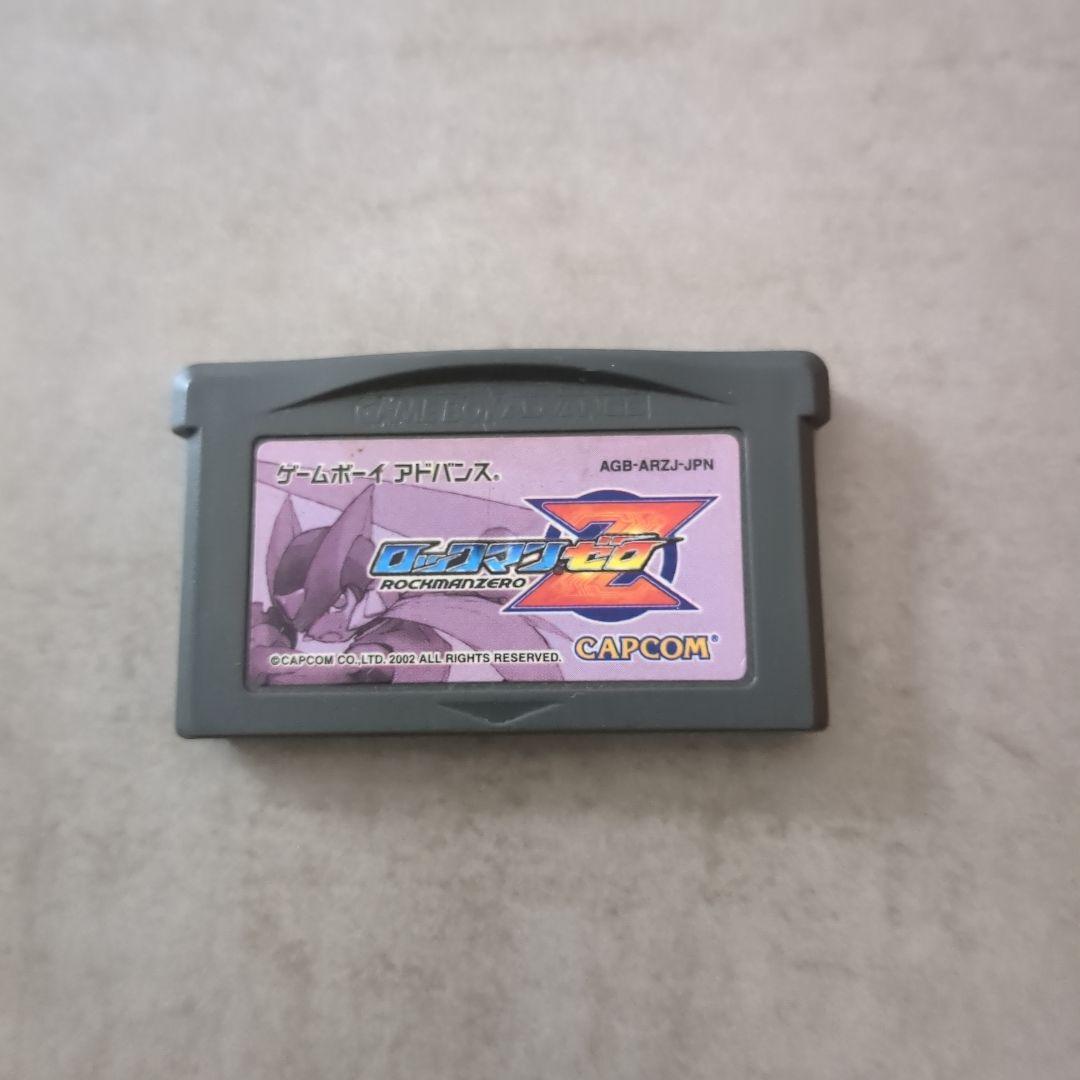 GAME BOY ADVANCE
ゲームボーイ アドバンス®
AGB-ARZJ-JPN
ロックマン ゼロ
Z
ROCKMANZERO
CAPCOM®
©CAPCOM CO.,LTD. 2002 ALL RIGHTS RESERVED.